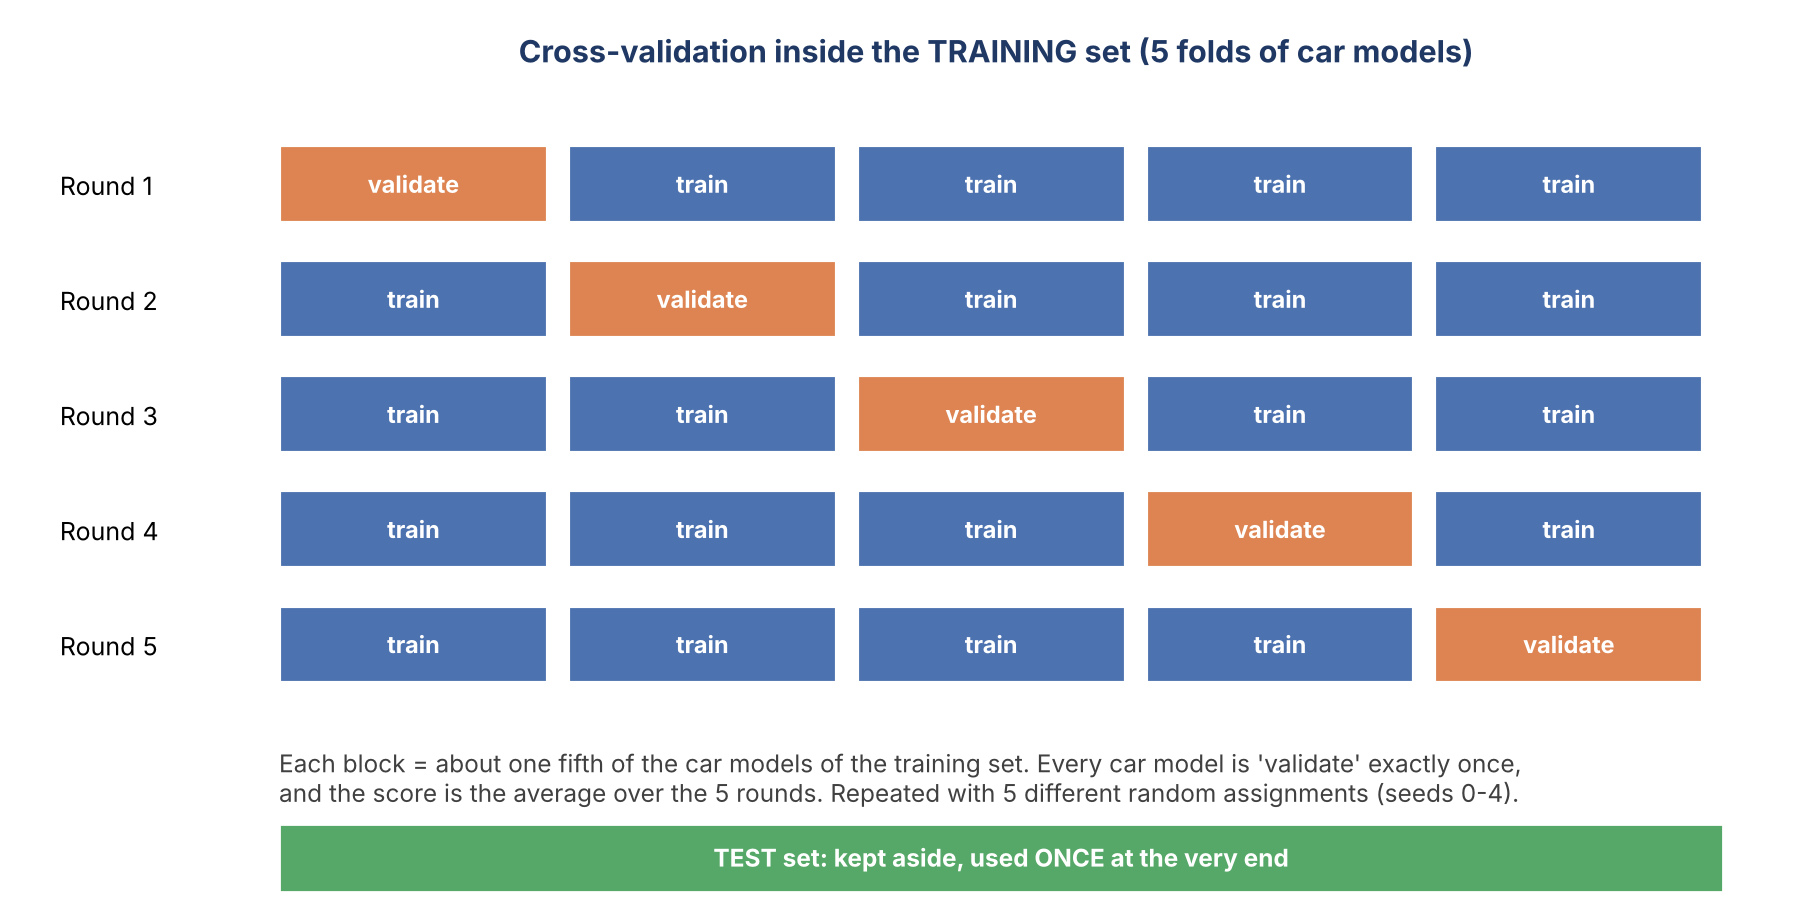 Cross-validation inside the TRAINING set (5 folds of car models)
Round 1 validate train train train train
Round 2 train validate train train train
Round 3 train train validate train train
Round 4 train train train validate train
Round 5 train train train train validate
Each block = about one fifth of the car models of the training set. Every car model is 'validate' exactly once,
and the score is the average over the 5 rounds. Repeated with 5 different random assignments (seeds 0-4).
TEST set: kept aside, used ONCE at the very end